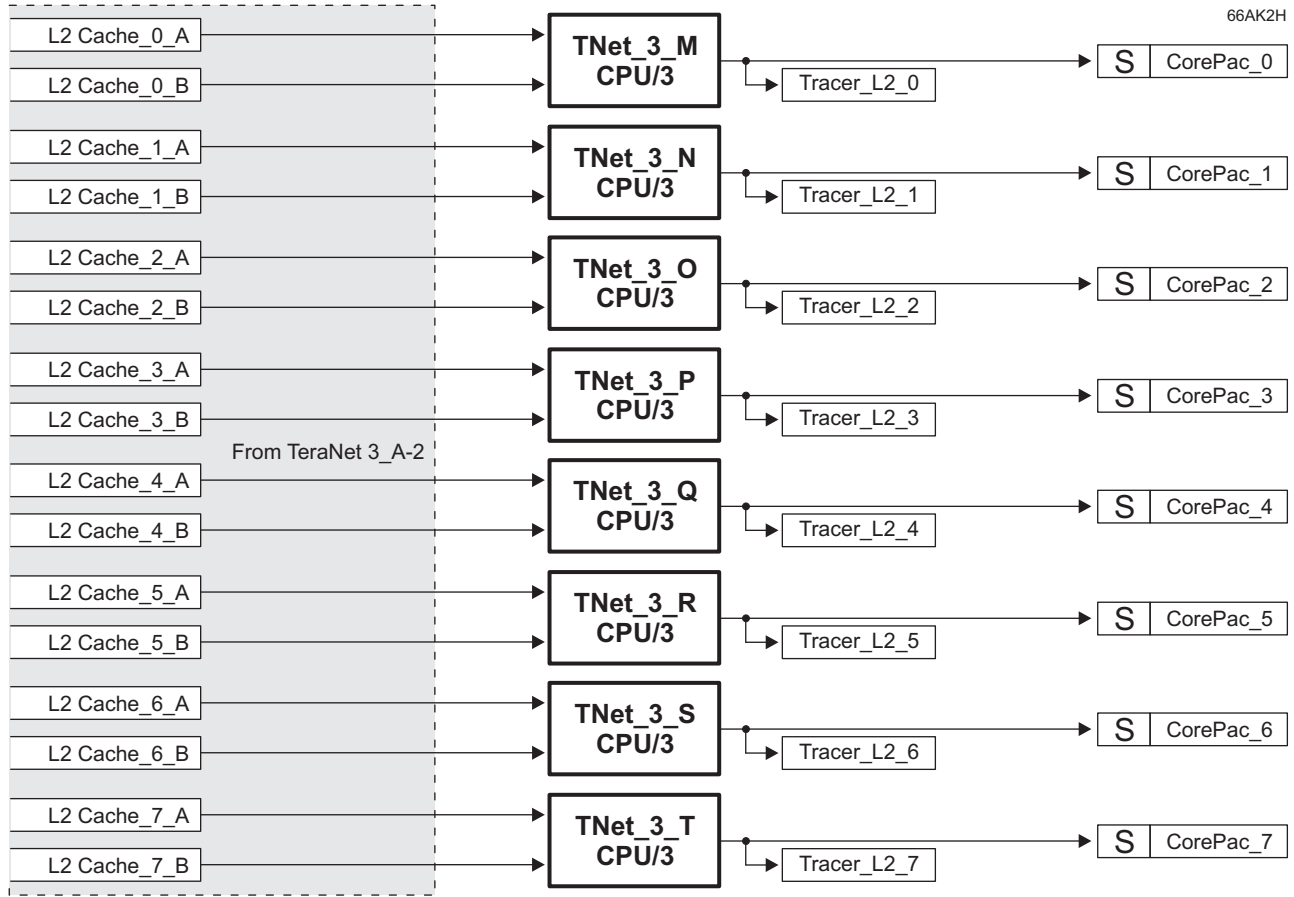 66AK2H
L2 Cache_0_A
L2 Cache_0_B
TNet_3_M
CPU/3
Tracer_L2_0
S CorePac_0
L2 Cache_1_A
L2 Cache_1_B
TNet_3_N
CPU/3
Tracer_L2_1
S CorePac_1
L2 Cache_2_A
L2 Cache_2_B
TNet_3_O
CPU/3
Tracer_L2_2
S CorePac_2
L2 Cache_3_A
L2 Cache_3_B
TNet_3_P
CPU/3
Tracer_L2_3
S CorePac_3
From TeraNet 3_A-2
L2 Cache_4_A
L2 Cache_4_B
TNet_3_Q
CPU/3
Tracer_L2_4
S CorePac_4
L2 Cache_5_A
L2 Cache_5_B
TNet_3_R
CPU/3
Tracer_L2_5
S CorePac_5
L2 Cache_6_A
L2 Cache_6_B
TNet_3_S
CPU/3
Tracer_L2_6
S CorePac_6
L2 Cache_7_A
L2 Cache_7_B
TNet_3_T
CPU/3
Tracer_L2_7
S CorePac_7